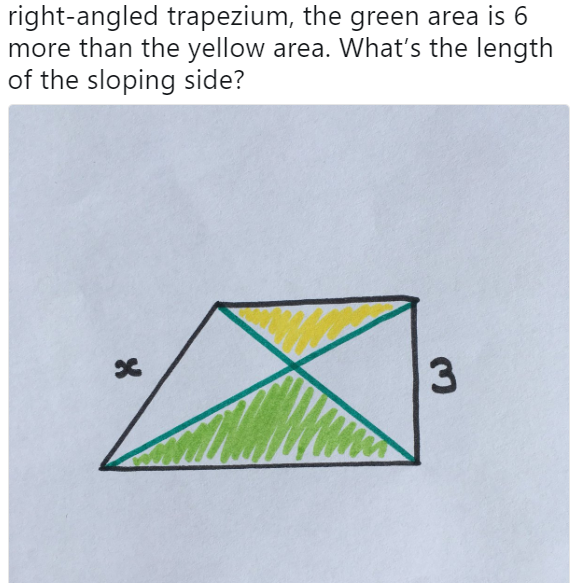 right-angled trapezium, the green area is 6
more than the yellow area. What's the length
of the sloping side?
x
3